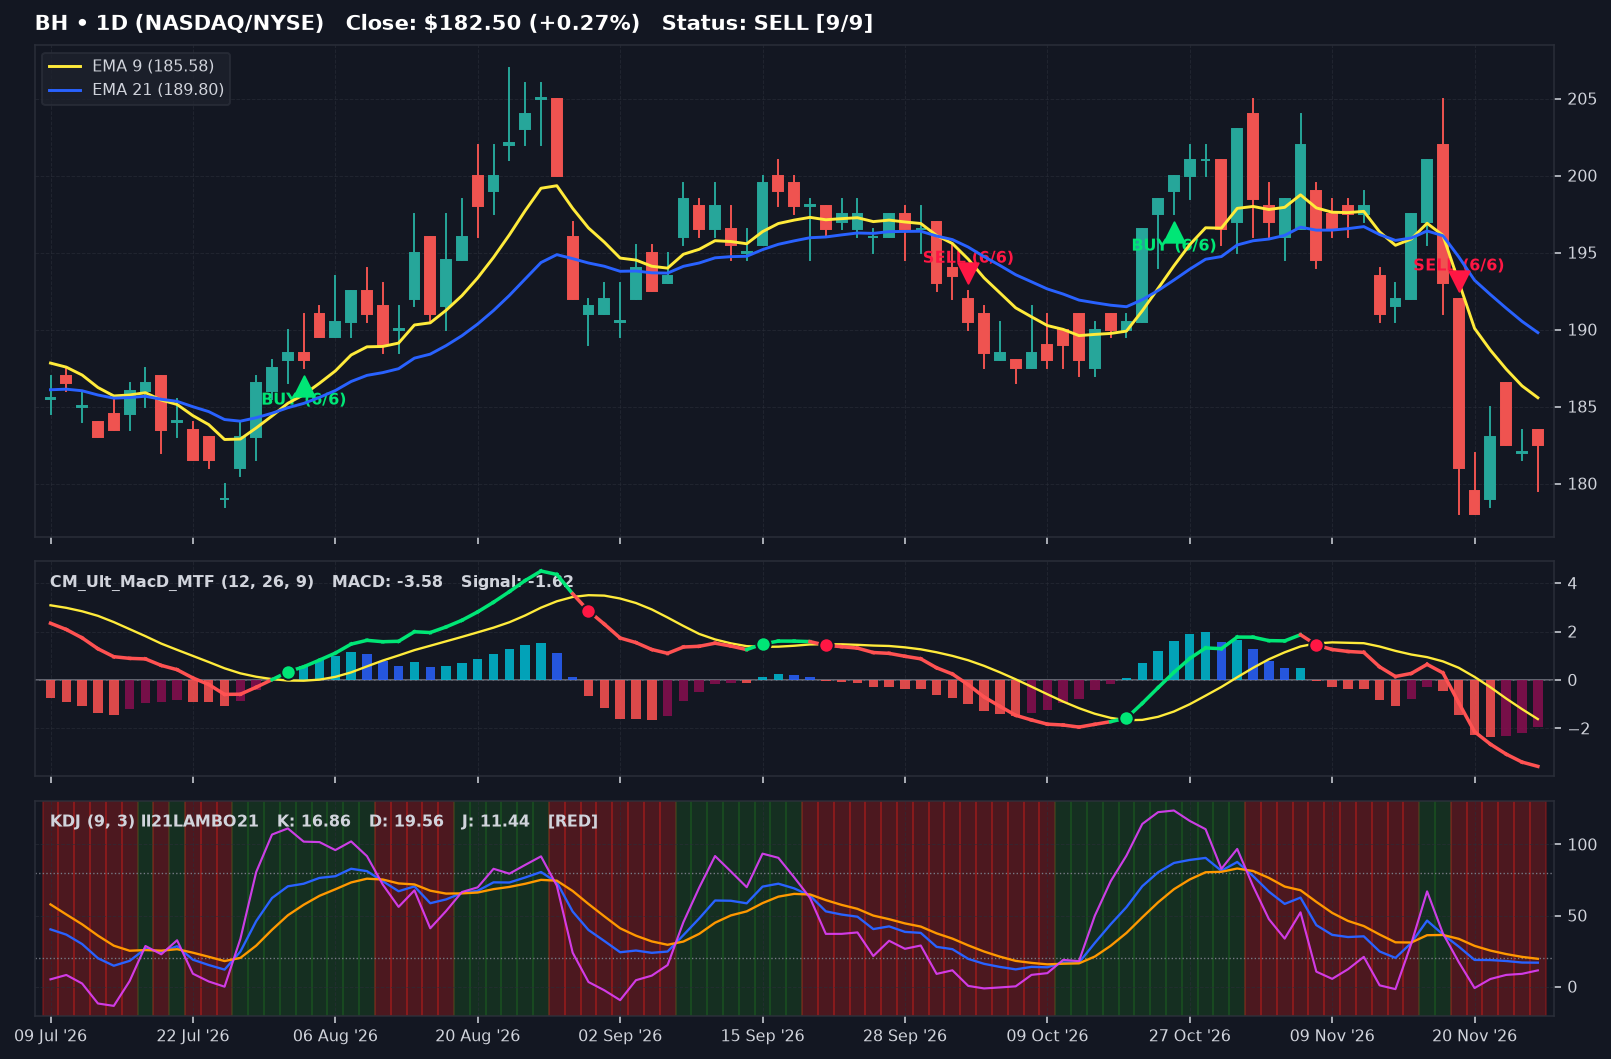 BH • 1D (NASDAQ/NYSE)   Close: $182.50 (+0.27%)   Status: SELL [9/9]
EMA 9 (185.58)
EMA 21 (189.80)
205
200
195
190
185
180
BUY (6/6)
SELL (6/6)
BUY (6/6)
SELL (6/6)
CM_Ult_MacD_MTF (12, 26, 9)   MACD: -3.58   Signal: -1.62
4
2
0
−2
KDJ (9, 3) II21LAMBO21   K: 16.86   D: 19.56   J: 11.44   [RED]
100
50
0
09 Jul '26
22 Jul '26
06 Aug '26
20 Aug '26
02 Sep '26
15 Sep '26
28 Sep '26
09 Oct '26
27 Oct '26
09 Nov '26
20 Nov '26